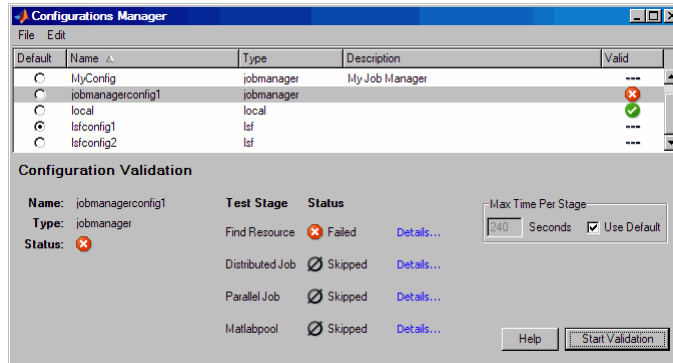 Configurations Manager
File Edit
Default Name Type Description Valid
MyConfig jobmanager My Job Manager ---
jobmanagerconfig1 jobmanager
local local
lsfconfig1 lsf ---
lsfconfig2 lsf ---
Configuration Validation
Name: jobmanagerconfig1
Type: jobmanager
Status:
Test Stage Status
Find Resource Failed Details...
Distributed Job Skipped Details...
Parallel Job Skipped Details...
Matlabpool Skipped Details...
Max Time Per Stage
240 Seconds Use Default
Help Start Validation